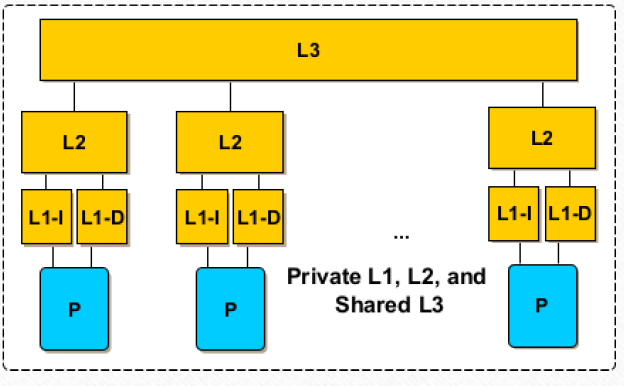 L3
L2 L2 L2
L1-I L1-D L1-I L1-D L1-I L1-D
...
Private L1, L2, and
Shared L3
P P P